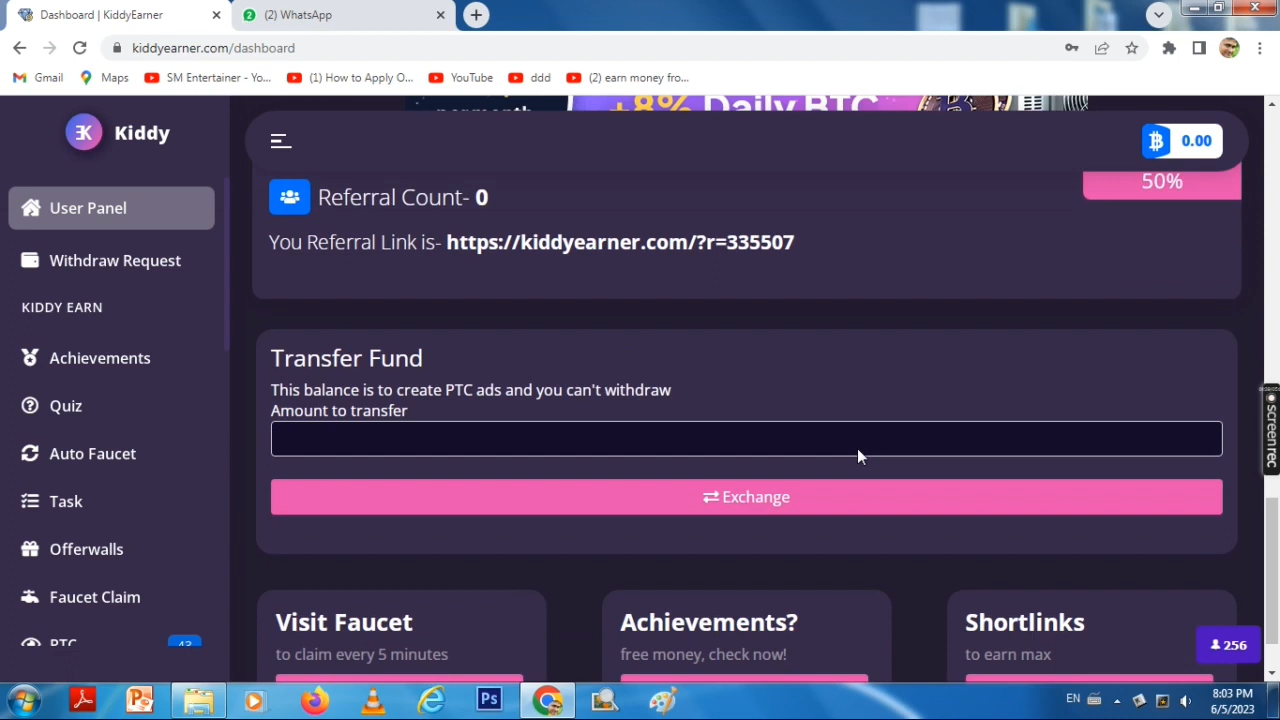 Dashboard | KiddyEarner
(2) WhatsApp
kiddyearner.com/dashboard
Gmail
Maps
SM Entertainer - Yo...
(1) How to Apply O...
YouTube
ddd
(2) earn money fro...
+8% Daily BTC
Kiddy
0.00
User Panel
Withdraw Request
KIDDY EARN
Achievements
Quiz
Auto Faucet
Task
Offerwalls
Faucet Claim
PTC
43
Referral Count- 0
50%
You Referral Link is- https://kiddyearner.com/?r=335507
Transfer Fund
This balance is to create PTC ads and you can't withdraw
Amount to transfer
Exchange
Visit Faucet
to claim every 5 minutes
Achievements?
free money, check now!
Shortlinks
to earn max
256
screenrec
EN
8:03 PM
6/5/2023